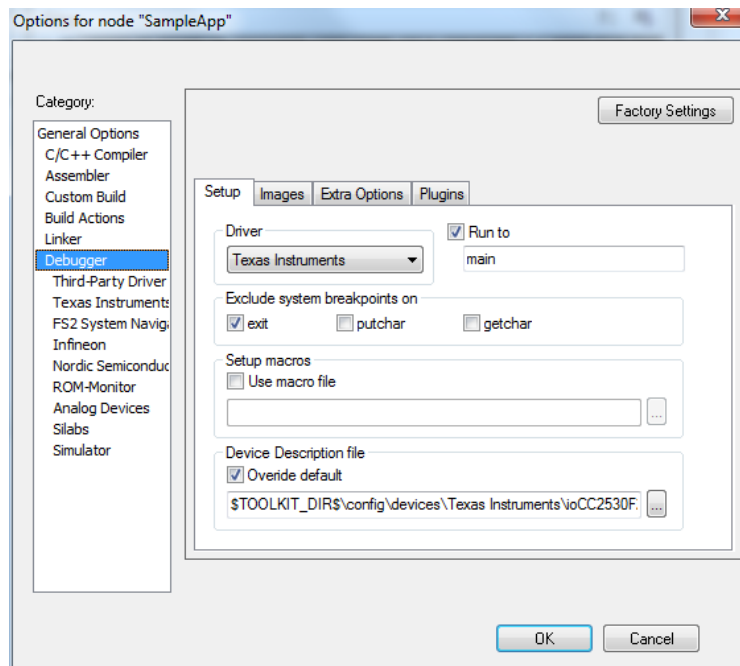 Options for node "SampleApp"
X
Category:
General Options
C/C++ Compiler
Assembler
Custom Build
Build Actions
Linker
Debugger
Third-Party Driver
Texas Instruments
FS2 System Naviga
Infineon
Nordic Semiconduc
ROM-Monitor
Analog Devices
Silabs
Simulator
Factory Settings
Setup Images Extra Options Plugins
Driver
Texas Instruments
Run to
main
Exclude system breakpoints on
exit putchar getchar
Setup macros
Use macro file
...
Device Description file
Overide default
$TOOLKIT_DIR$\config\devices\Texas Instruments\ioCC2530F
...
OK Cancel